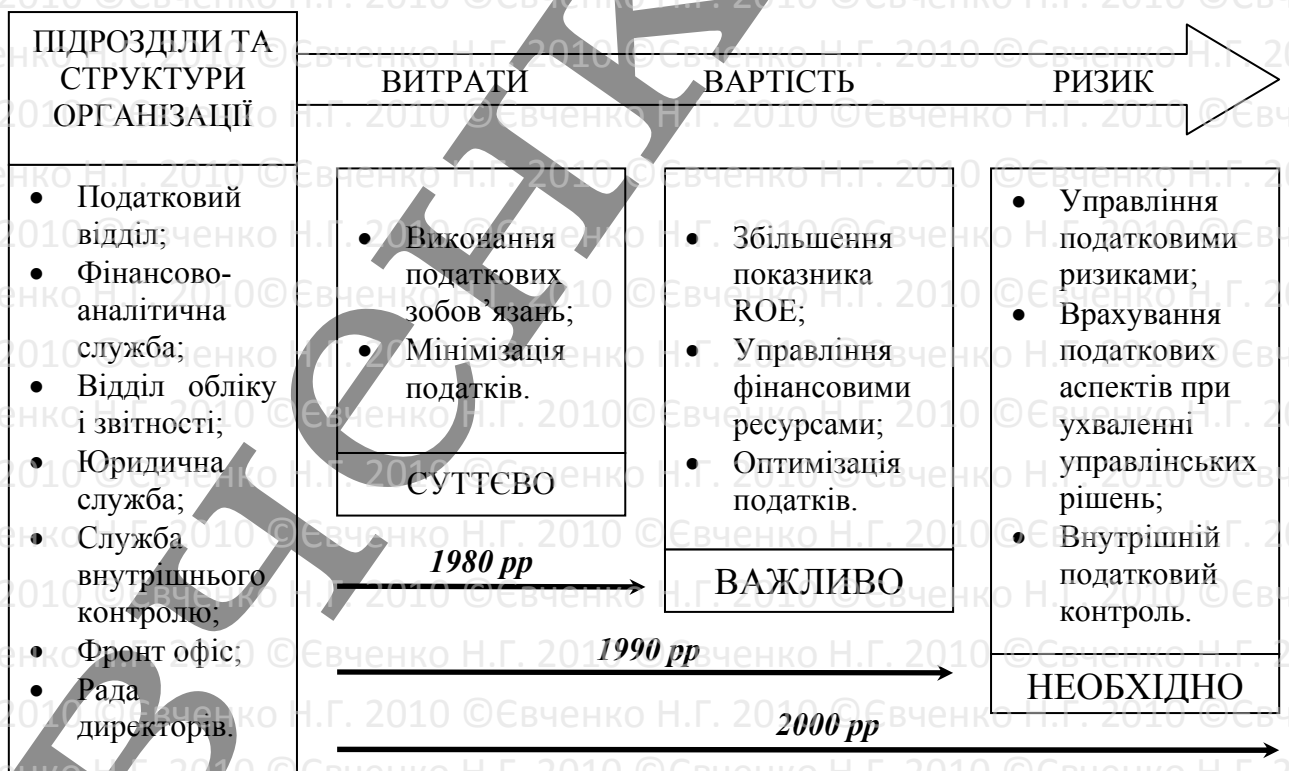 ПІДРОЗДІЛИ ТА
СТРУКТУРИ
ОРГАНІЗАЦІЇ
ВИТРАТИ
ВАРТІСТЬ
РИЗИК
• Податковий
відділ;
• Фінансово-
аналітична
служба;
• Відділ обліку
і звітності;
• Юридична
служба;
• Служба
внутрішнього
контролю;
• Фронт офіс;
• Рада
директорів.
• Виконання
податкових
зобов’язань;
• Мінімізація
податків.
СУТТЄВО
• Збільшення
показника
ROE;
• Управління
фінансовими
ресурсами;
• Оптимізація
податків.
ВАЖЛИВО
• Управління
податковими
ризиками;
• Врахування
податкових
аспектів при
ухваленні
управлінських
рішень;
• Внутрішній
податковий
контроль.
НЕОБХІДНО
1980 рр
1990 рр
2000 рр
вченк
©Євченко Н.Г. 2010